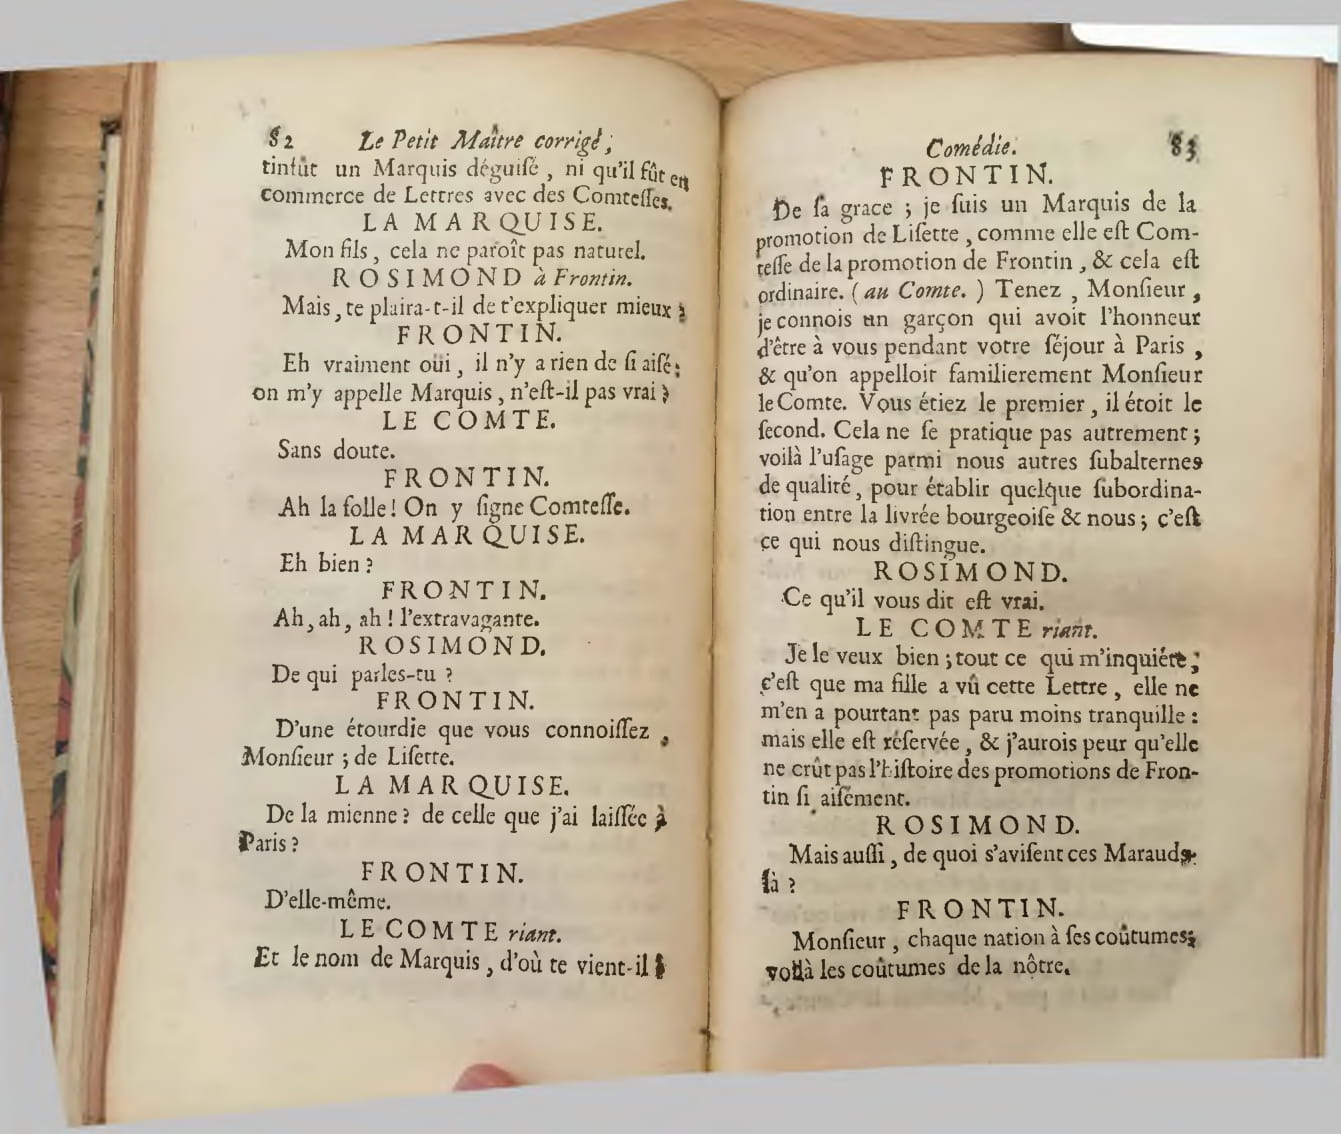 82 Le Petit Maître corrigé,
tin fût un Marquis déguiſé, ni qu'il fût en
commerce de Lettres avec des Comteſſes.
LA MARQUISE.
Mon fils, cela ne paroît pas naturel.
ROSIMOND à Frontin.
Mais, te plaira-t-il de t'expliquer mieux ?
FRONTIN.
Eh vraiment oüi, il n'y a rien de ſi aiſé;
on m'y appelle Marquis, n'eſt-il pas vrai ?
LE COMTE.
Sans doute.
FRONTIN.
Ah la folle ! On y ſigne Comteſſe.
LA MARQUISE.
Eh bien ?
FRONTIN.
Ah, ah, ah ! l'extravagante.
ROSIMOND.
De qui parles-tu ?
FRONTIN.
D'une étourdie que vous connoiſſez,
Monſieur ; de Liſette.
LA MARQUISE.
De la mienne ? de celle que j'ai laiſſée à
Paris ?
FRONTIN.
D'elle-même.
LE COMTE riant.
Et le nom de Marquis, d'où te vient-il ?
Comédie. 83
FRONTIN.
De ſa grace ; je ſuis un Marquis de la
promotion de Liſette, comme elle eſt Com-
teſſe de la promotion de Frontin, & cela eſt
ordinaire. (au Comte.) Tenez, Monſieur,
je connois un garçon qui avoit l'honneur
d'être à vous pendant votre ſéjour à Paris,
& qu'on appelloit familierement Monſieur
le Comte. Vous étiez le premier, il étoit le
ſecond. Cela ne ſe pratique pas autrement ;
voilà l'uſage parmi nous autres ſubalternes
de qualité, pour établir quelque ſubordina-
tion entre la livrée bourgeoiſe & nous ; c'eſt
ce qui nous diſtingue.
ROSIMOND.
Ce qu'il vous dit eſt vrai.
LE COMTE riant.
Je le veux bien ; tout ce qui m'inquiéte,
c'eſt que ma fille a vû cette Lettre, elle ne
m'en a pourtant pas paru moins tranquille :
mais elle eſt réſervée, & j'aurois peur qu'elle
ne crût pas l'hiſtoire des promotions de Fron-
tin ſi aiſément.
ROSIMOND.
Mais auſſi, de quoi s'aviſent ces Marauds-
là ?
FRONTIN.
Monſieur, chaque nation à ſes coûtumes;
voilà les coûtumes de la nôtre.